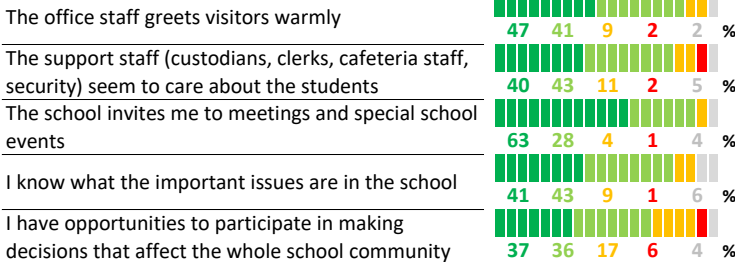 The office staff greets visitors warmly
47 41 9 2 2 %
The support staff (custodians, clerks, cafeteria staff,
security) seem to care about the students
40 43 11 2 5 %
The school invites me to meetings and special school
events
63 28 4 1 4 %
I know what the important issues are in the school
41 43 9 1 6 %
I have opportunities to participate in making
decisions that affect the whole school community
37 36 17 6 4 %